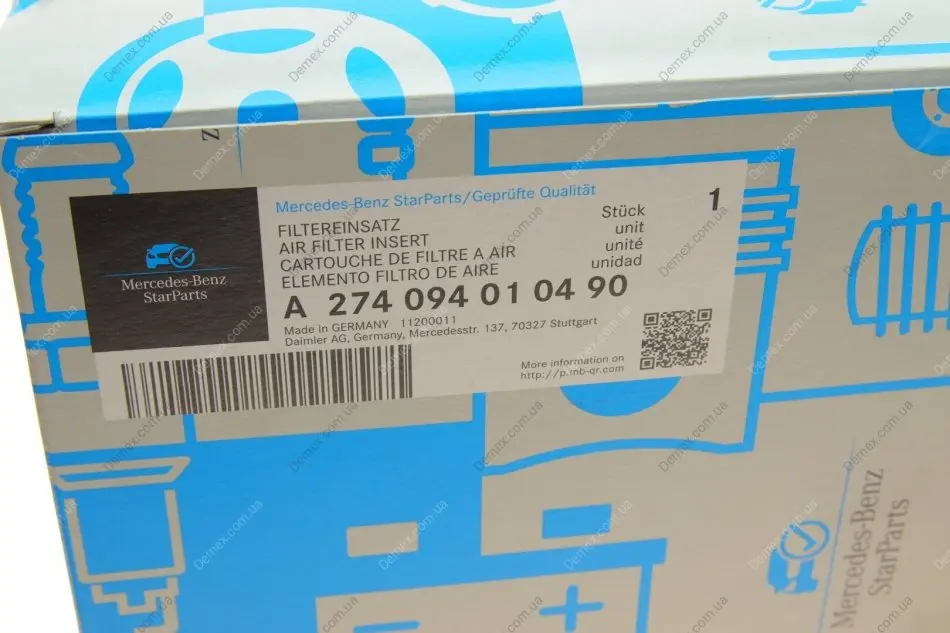 Mercedes-Benz StarParts/Geprüfte Qualität
FILTEREINSATZ
AIR FILTER INSERT
CARTOUCHE DE FILTRE A AIR
ELEMENTO FILTRO DE AIRE
Stück
unit
unité
unidad
1
A 274 094 01 04 90
Made in GERMANY 11200011
Daimler AG, Germany, Mercedesstr. 137, 70327 Stuttgart
More information on
http://p.mb-qr.com
Mercedes-Benz
StarParts
Z
Mercedes-Benz
StarParts
Demex.com.ua